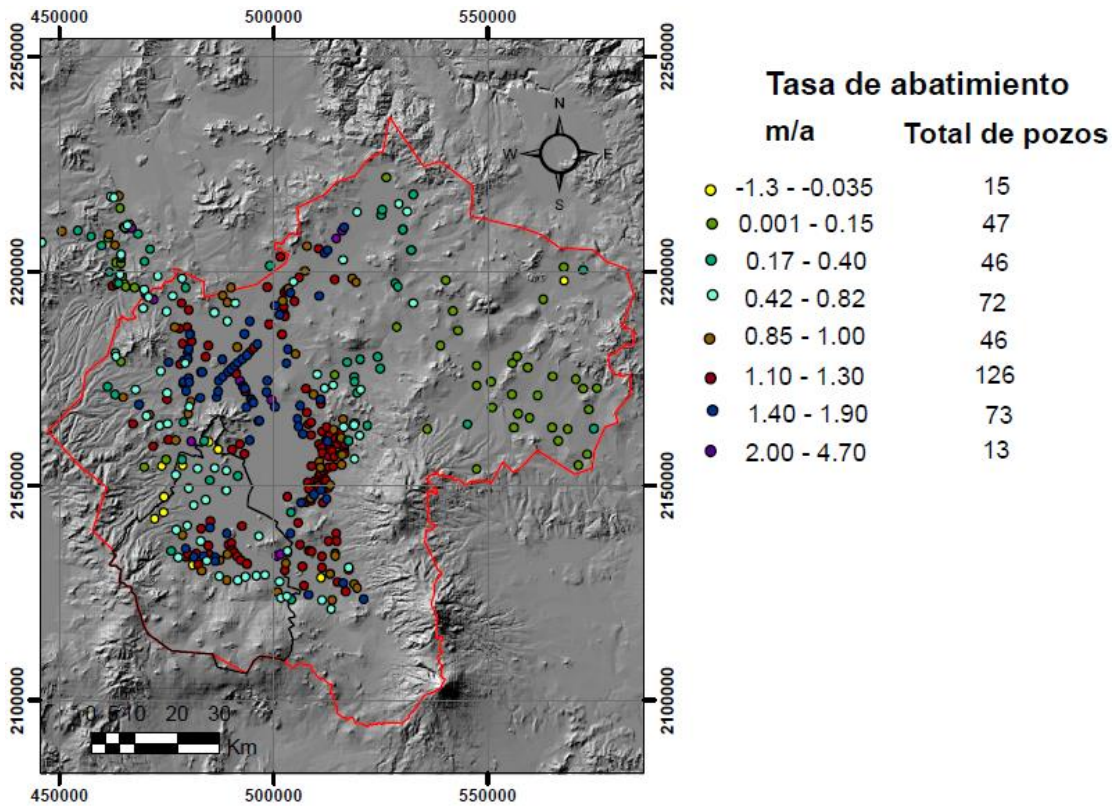 450000 500000 550000
2250000 2250000
2200000 2200000
2150000 2150000
2100000 2100000
N
W E
S
0 5 10 20 30
Km
450000 500000 550000
Tasa de abatimiento
m/a Total de pozos
-1.3 - -0.035 15
0.001 - 0.15 47
0.17 - 0.40 46
0.42 - 0.82 72
0.85 - 1.00 46
1.10 - 1.30 126
1.40 - 1.90 73
2.00 - 4.70 13